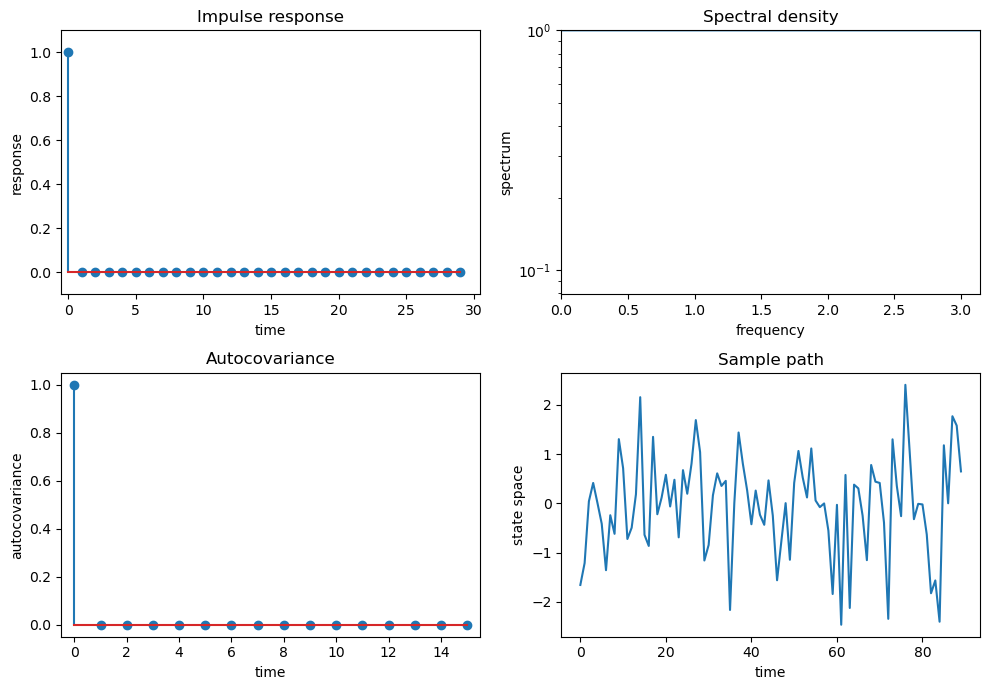 Impulse response
1.0
0.8
0.6
0.4
0.2
0.0
response
0 5 10 15 20 25 30
time
Spectral density
10⁰
10⁻¹
spectrum
0.0 0.5 1.0 1.5 2.0 2.5 3.0
frequency
Autocovariance
1.0
0.8
0.6
0.4
0.2
0.0
autocovariance
0 2 4 6 8 10 12 14
time
Sample path
2
1
0
−1
−2
state space
0 20 40 60 80
time